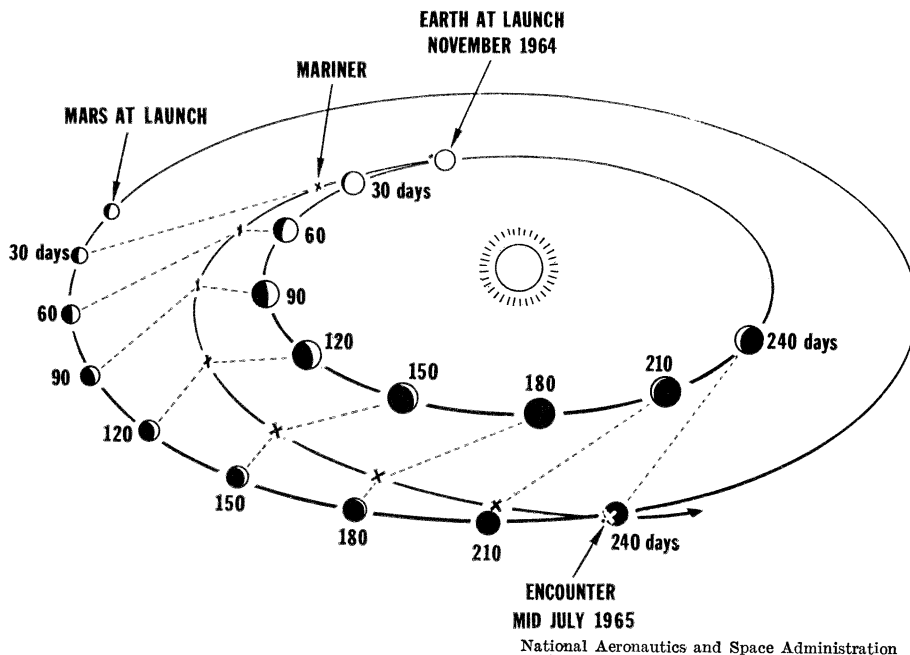 EARTH AT LAUNCH
NOVEMBER 1964
MARINER
MARS AT LAUNCH
30 days
30 days
60
60
90
90
120
120
150
150
180
180
210
210
240 days
240 days
ENCOUNTER
MID JULY 1965
National Aeronautics and Space Administration